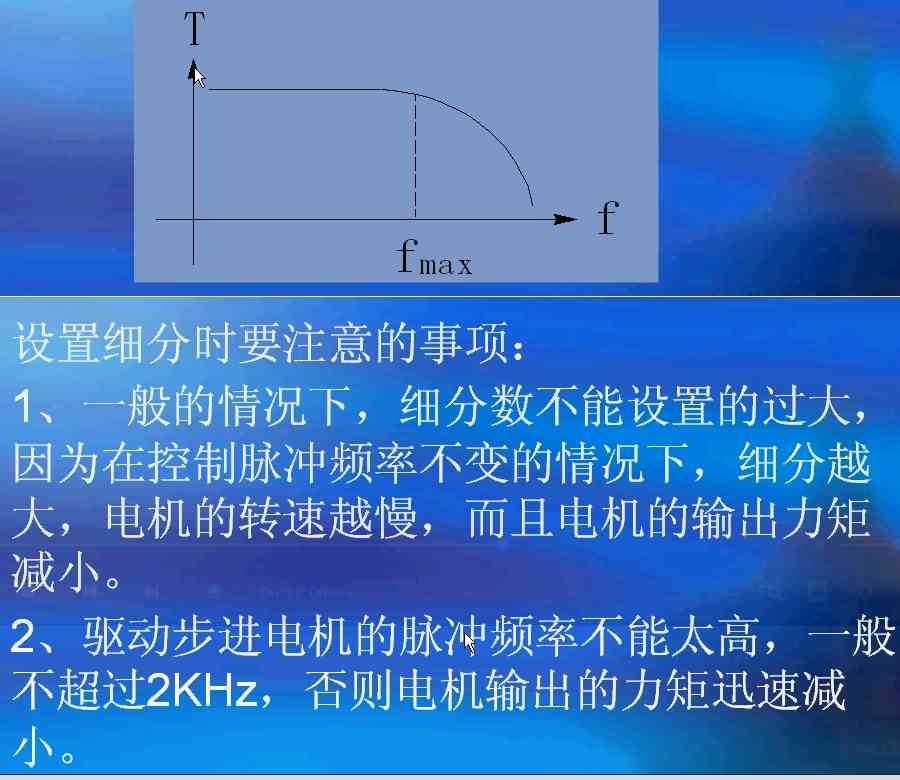 T
f
fmax
设置细分时要注意的事项：
1、一般的情况下，细分数不能设置的过大，
因为在控制脉冲频率不变的情况下，细分越
大，电机的转速越慢，而且电机的输出力矩
减小。
2、驱动步进电机的脉冲频率不能太高，一般
不超过2KHz，否则电机输出的力矩迅速减
小。